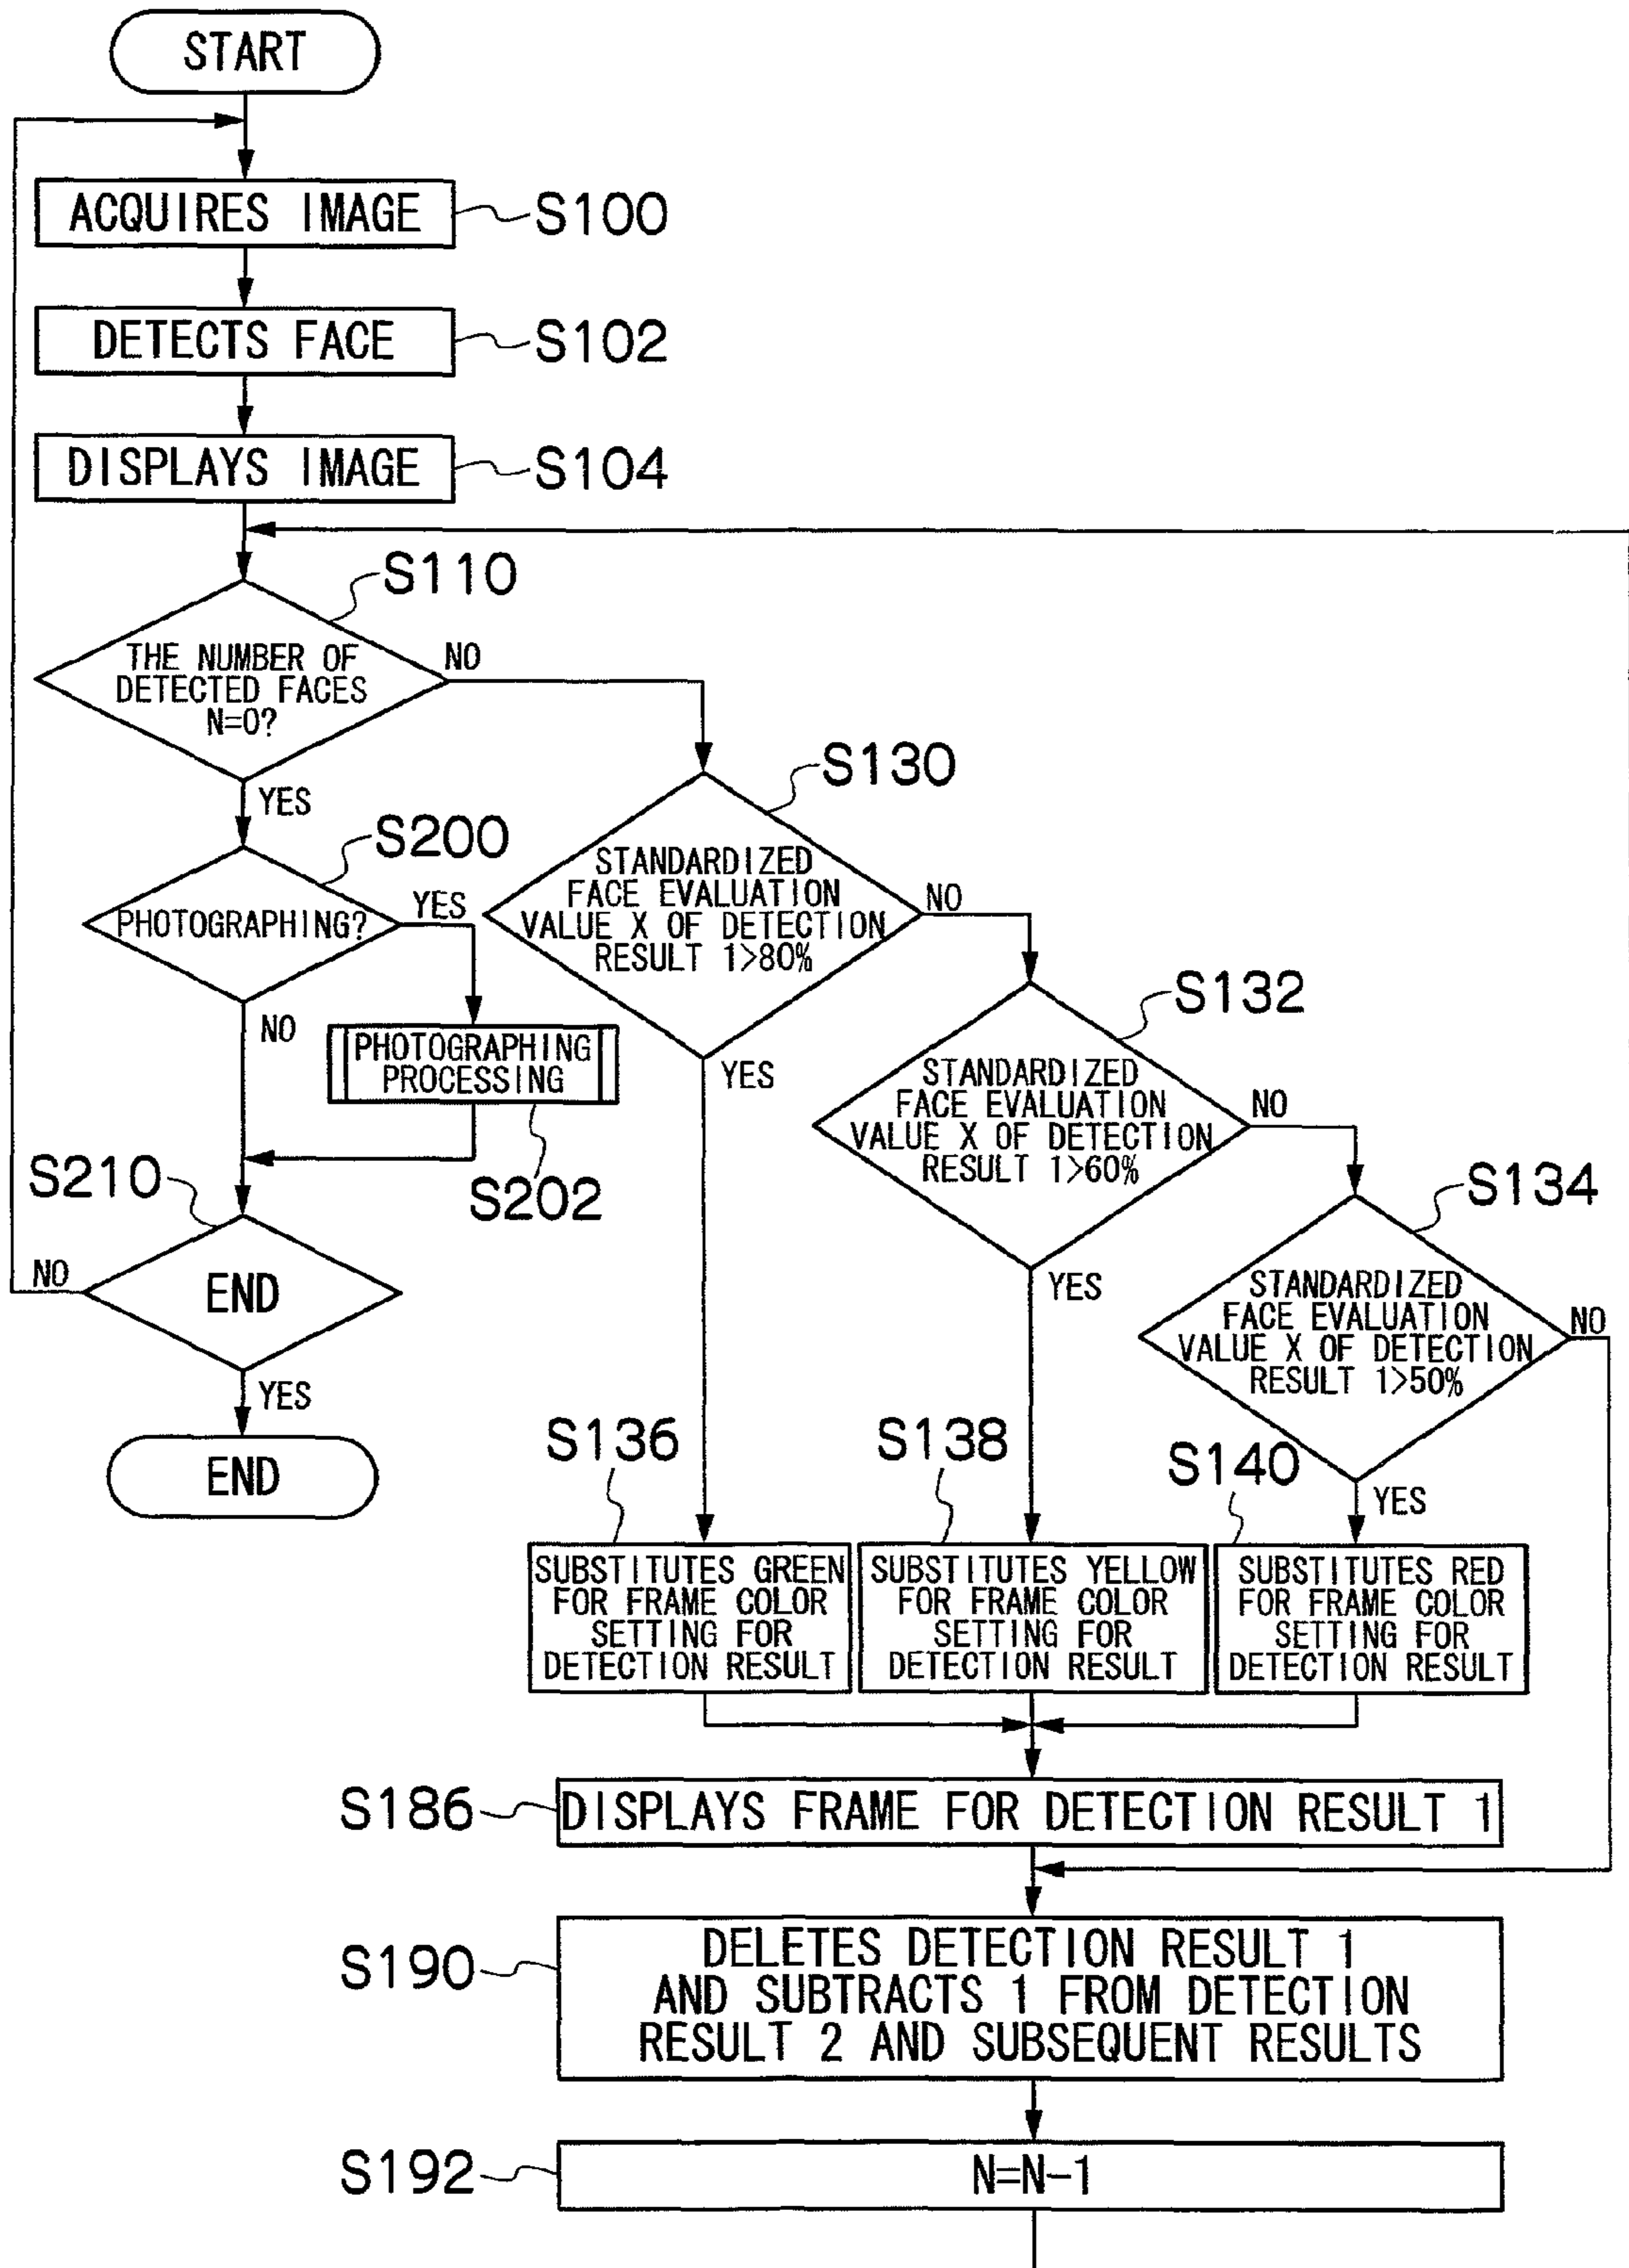 START
ACQUIRES IMAGE
S100
DETECTS FACE
S102
DISPLAYS IMAGE
S104
S110
THE NUMBER OF
DETECTED FACES
N=0?
NO
YES
S200
PHOTOGRAPHING?
YES
NO
PHOTOGRAPHING
PROCESSING
S202
S210
END
NO
YES
END
S130
STANDARDIZED
FACE EVALUATION
VALUE X OF DETECTION
RESULT 1>80%
NO
YES
S132
STANDARDIZED
FACE EVALUATION
VALUE X OF DETECTION
RESULT 1>60%
NO
YES
S134
STANDARDIZED
FACE EVALUATION
VALUE X OF DETECTION
RESULT 1>50%
NO
YES
S136
SUBSTITUTES GREEN
FOR FRAME COLOR
SETTING FOR
DETECTION RESULT
S138
SUBSTITUTES YELLOW
FOR FRAME COLOR
SETTING FOR
DETECTION RESULT
S140
SUBSTITUTES RED
FOR FRAME COLOR
SETTING FOR
DETECTION RESULT
S186
DISPLAYS FRAME FOR DETECTION RESULT 1
S190
DELETES DETECTION RESULT 1
AND SUBTRACTS 1 FROM DETECTION
RESULT 2 AND SUBSEQUENT RESULTS
S192
N=N-1